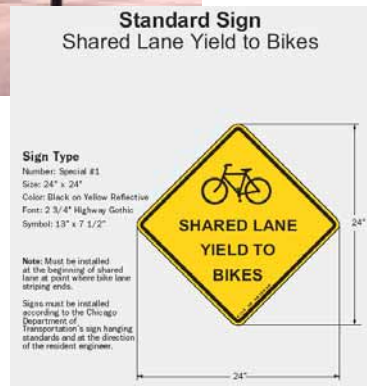 Standard Sign
Shared Lane Yield to Bikes
Sign Type
Number: Special #1
Size: 24" x 24"
Color: Black on Yellow Reflective
Font: 2 3/4" Highway Gothic
Symbol: 13" x 7 1/2"
Note: Must be installed
at the beginning of shared
lane at point where bike lane
striping ends.
Signs must be installed
according to the Chicago
Department of
Transportation's sign hanging
standards and at the direction
of the resident engineer.
SHARED LANE
YIELD TO
BIKES
24"
24"